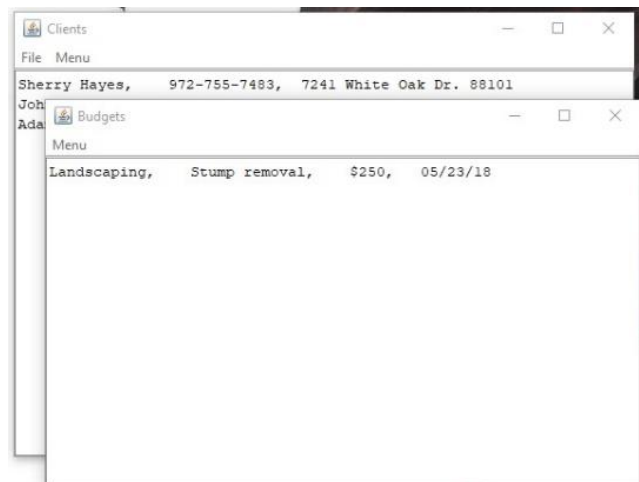 Clients
File Menu
Sherry Hayes, 972-755-7483, 7241 White Oak Dr. 88101
Joh
Ada
Budgets
Menu
Landscaping, Stump removal, $250, 05/23/18